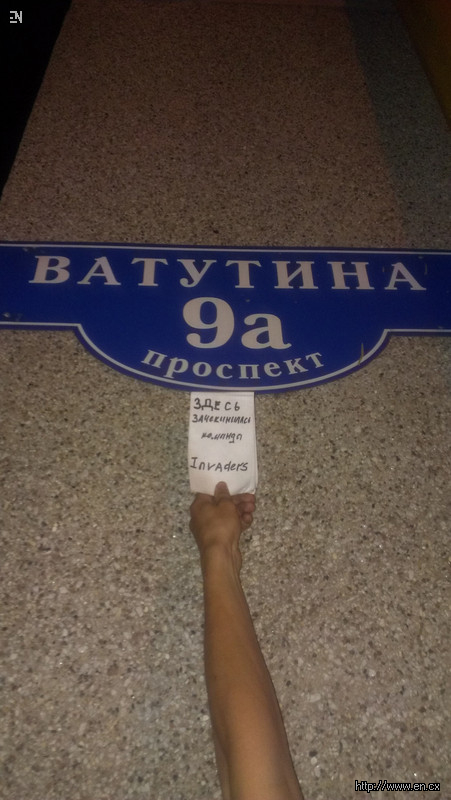 EN
ВАТУТИНА
9а
проспект
ЗДЕСЬ
ЗАЧЕКИНИЛАСЬ
команда
Invaders
http://www.en.cx